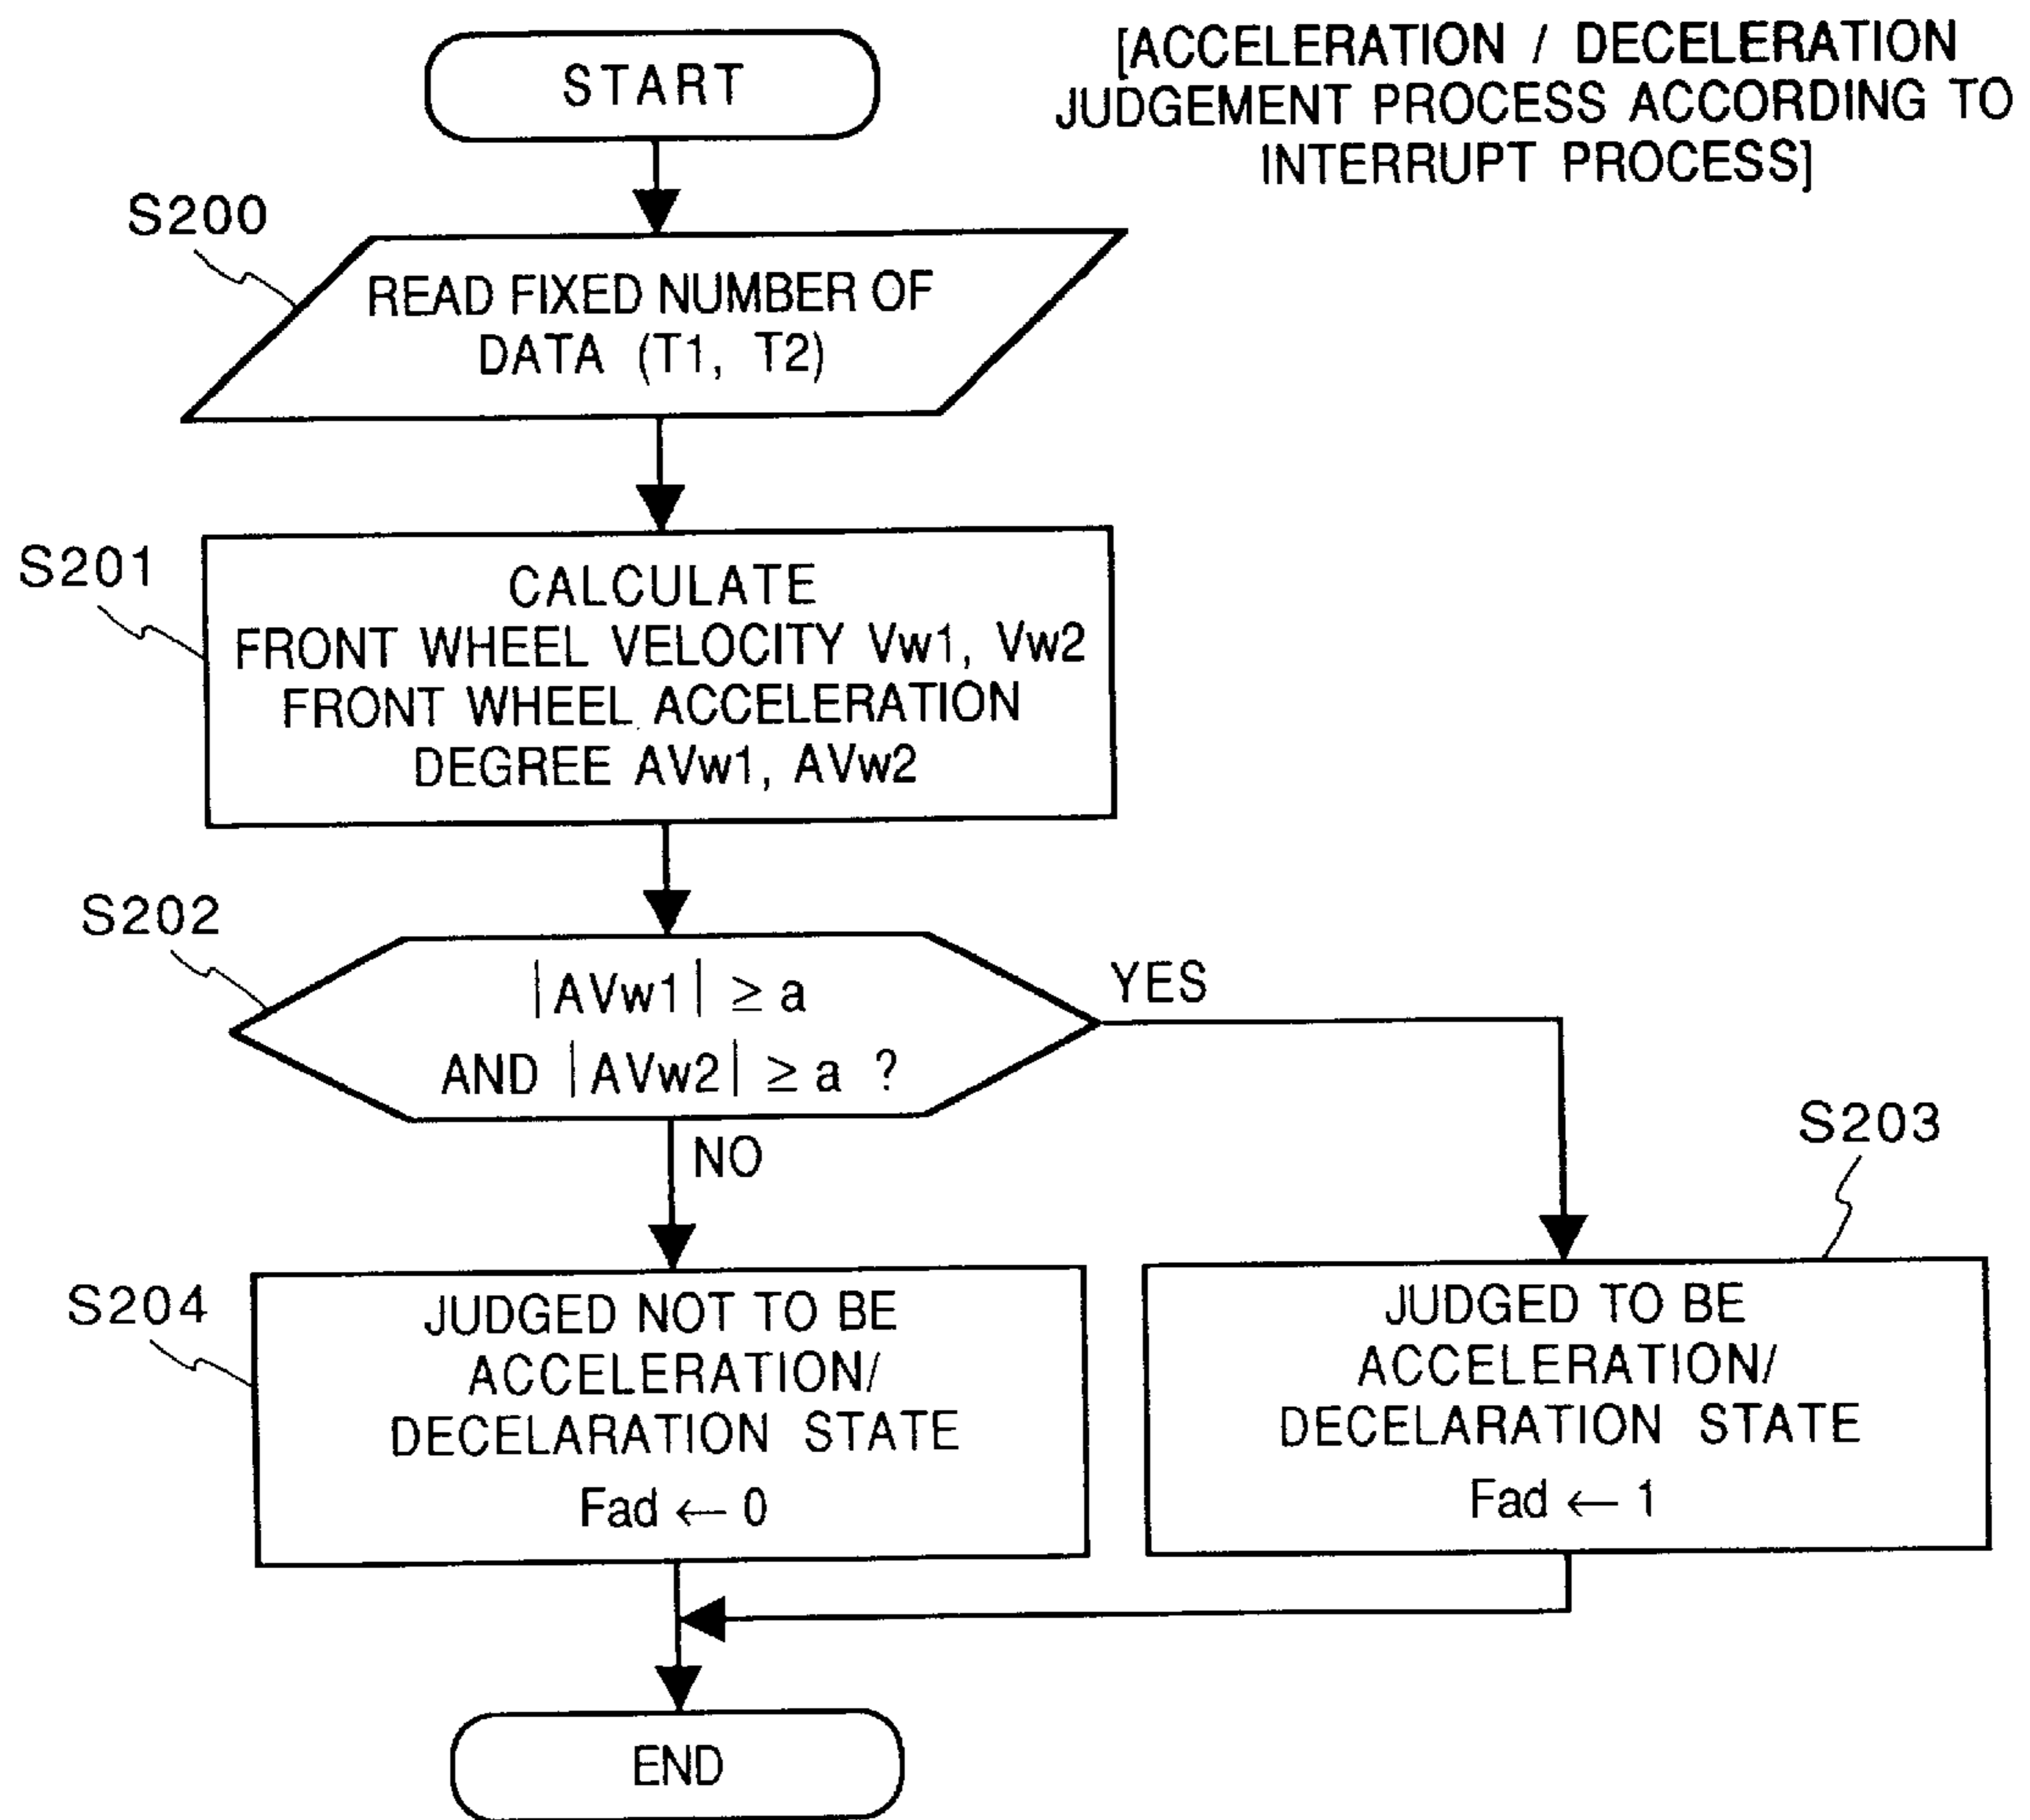 [ACCELERATION / DECELERATION
JUDGEMENT PROCESS ACCORDING TO
INTERRUPT PROCESS]
START
S200
READ FIXED NUMBER OF
DATA (T1, T2)
S201
CALCULATE
FRONT WHEEL VELOCITY Vw1, Vw2
FRONT WHEEL ACCELERATION
DEGREE AVw1, AVw2
S202
|AVw1| ≥ a
AND |AVw2| ≥ a ?
YES
NO
S203
JUDGED TO BE
ACCELERATION/
DECELARATION STATE
Fad ← 1
S204
JUDGED NOT TO BE
ACCELERATION/
DECELARATION STATE
Fad ← 0
END